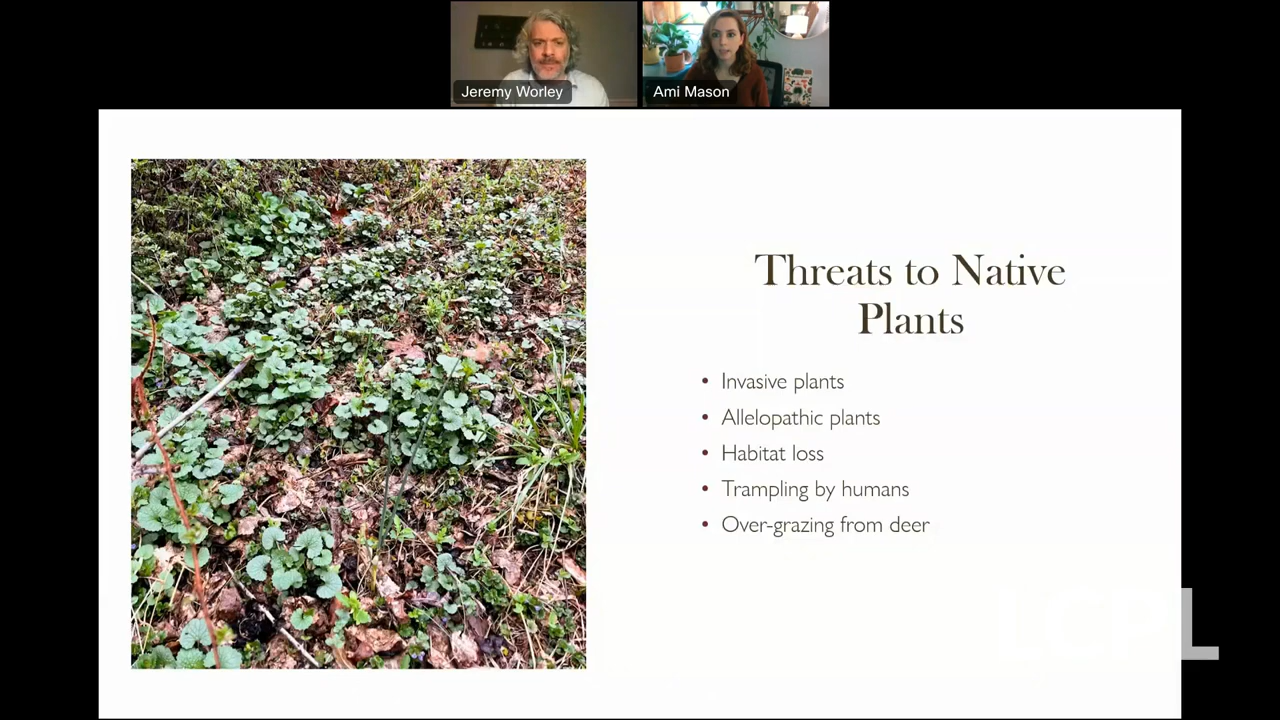 Jeremy Worley
Ami Mason
Threats to Native
Plants
• Invasive plants
• Allelopathic plants
• Habitat loss
• Trampling by humans
• Over-grazing from deer
LCPL